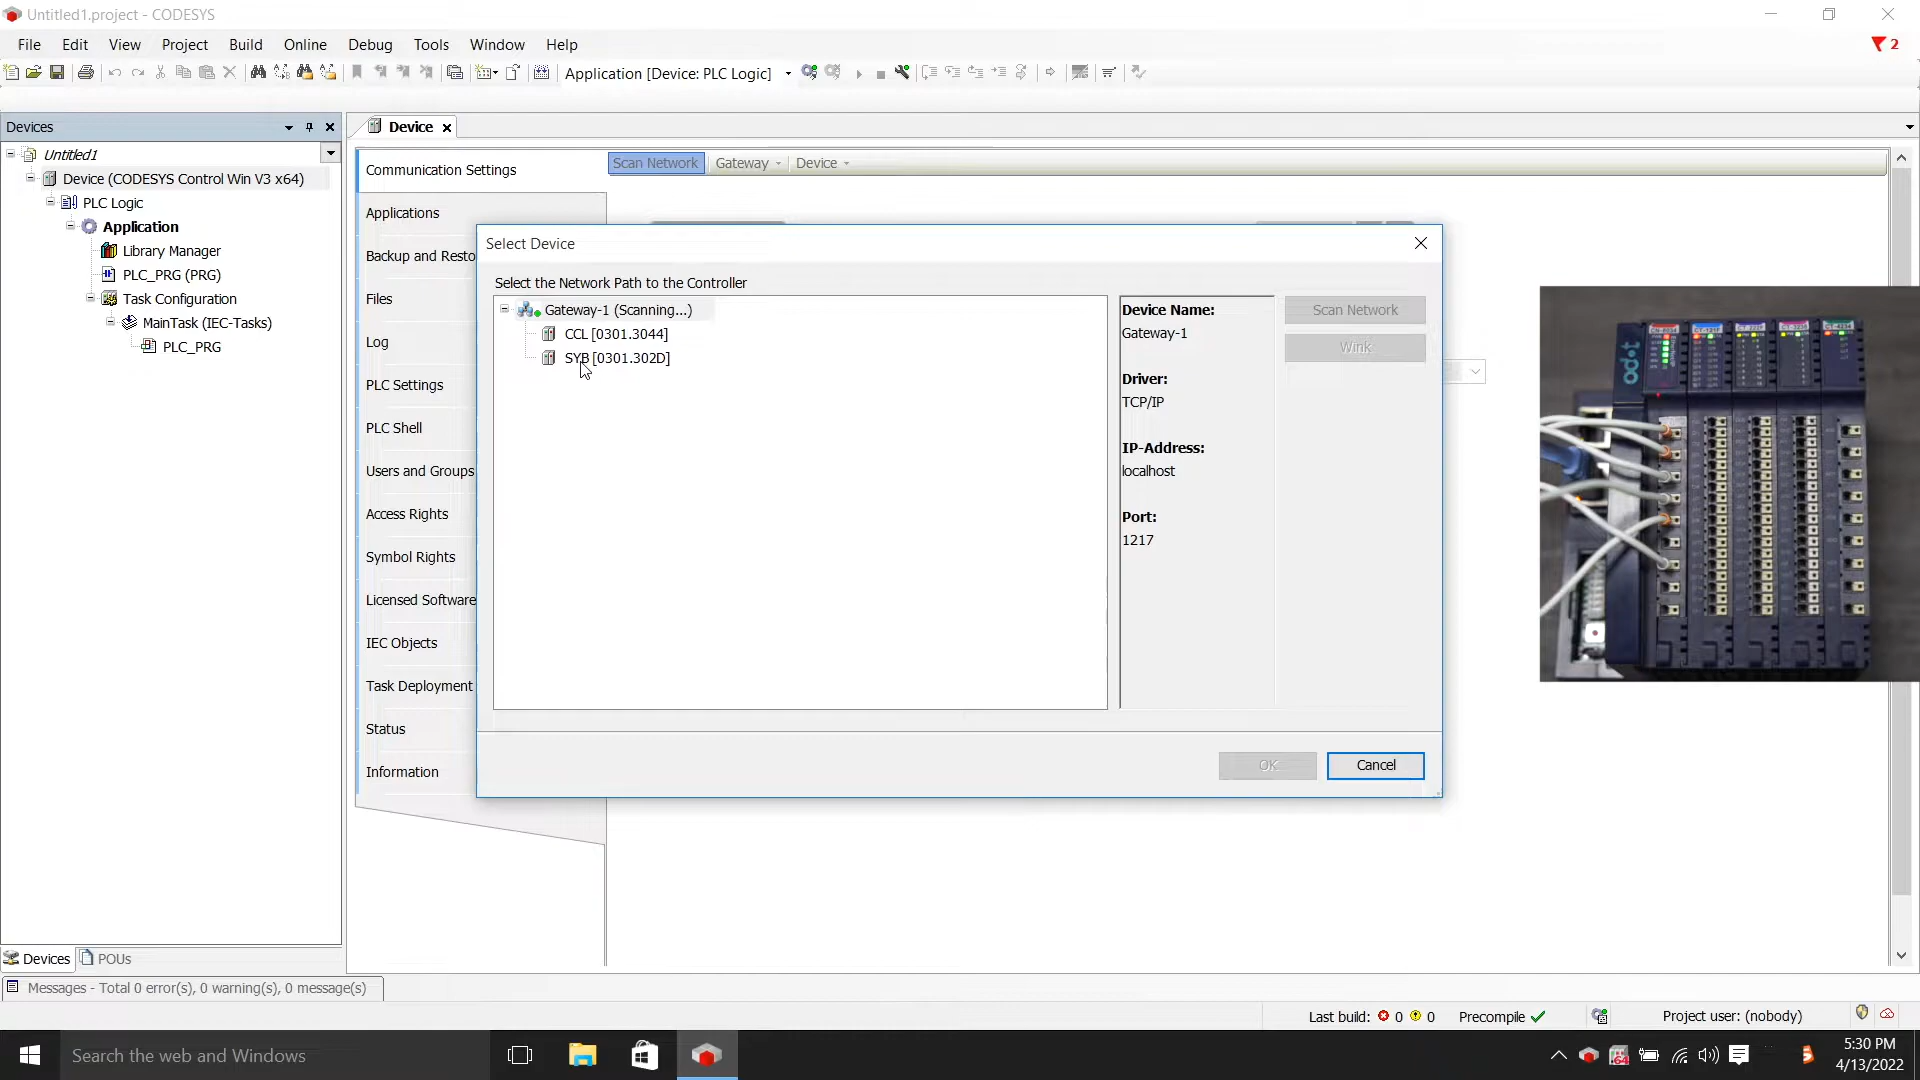 Untitled1.project - CODESYS
File Edit View Project Build Online Debug Tools Window Help
2
Application [Device: PLC Logic]
Devices
Device
Untitled1
Device (CODESYS Control Win V3 x64)
PLC Logic
Application
Library Manager
PLC_PRG (PRG)
Task Configuration
MainTask (IEC-Tasks)
PLC_PRG
Communication Settings
Applications
Backup and Resto
Files
Log
PLC Settings
PLC Shell
Users and Groups
Access Rights
Symbol Rights
Licensed Software
IEC Objects
Task Deployment
Status
Information
Scan Network Gateway Device
Select Device
Select the Network Path to the Controller
Gateway-1 (Scanning...)
CCL [0301.3044]
SYB [0301.302D]
Device Name:
Gateway-1
Driver:
TCP/IP
IP-Address:
localhost
Port:
1217
Scan Network
Wink
OK Cancel
odot
Devices POUs
Messages - Total 0 error(s), 0 warning(s), 0 message(s)
Last build: 0 0 Precompile Project user: (nobody)
Search the web and Windows
64
5:30 PM
4/13/2022